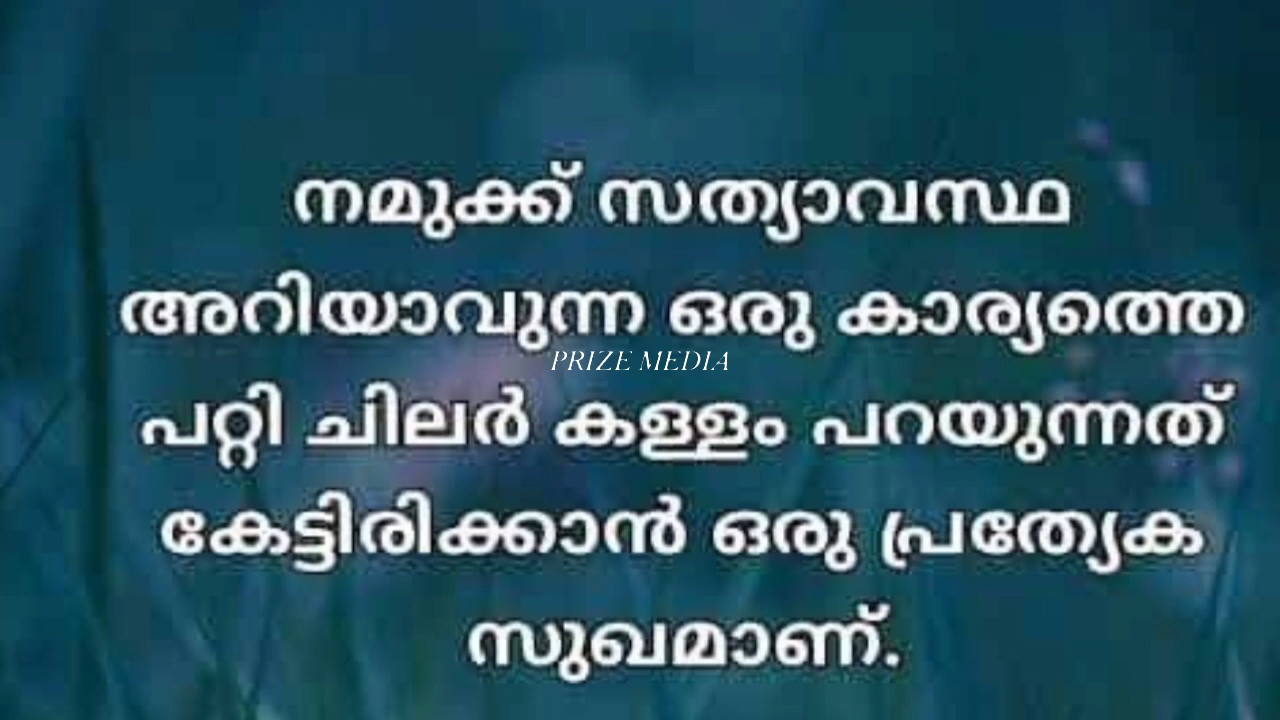 നമുക്ക് സത്യാവസ്ഥ
അറിയാവുന്ന ഒരു കാര്യത്തെ
PRIZE MEDIA
പറ്റി ചിലർ കള്ളം പറയുന്നത്
കേട്ടിരിക്കാൻ ഒരു പ്രത്യേക
സുഖമാണ്.